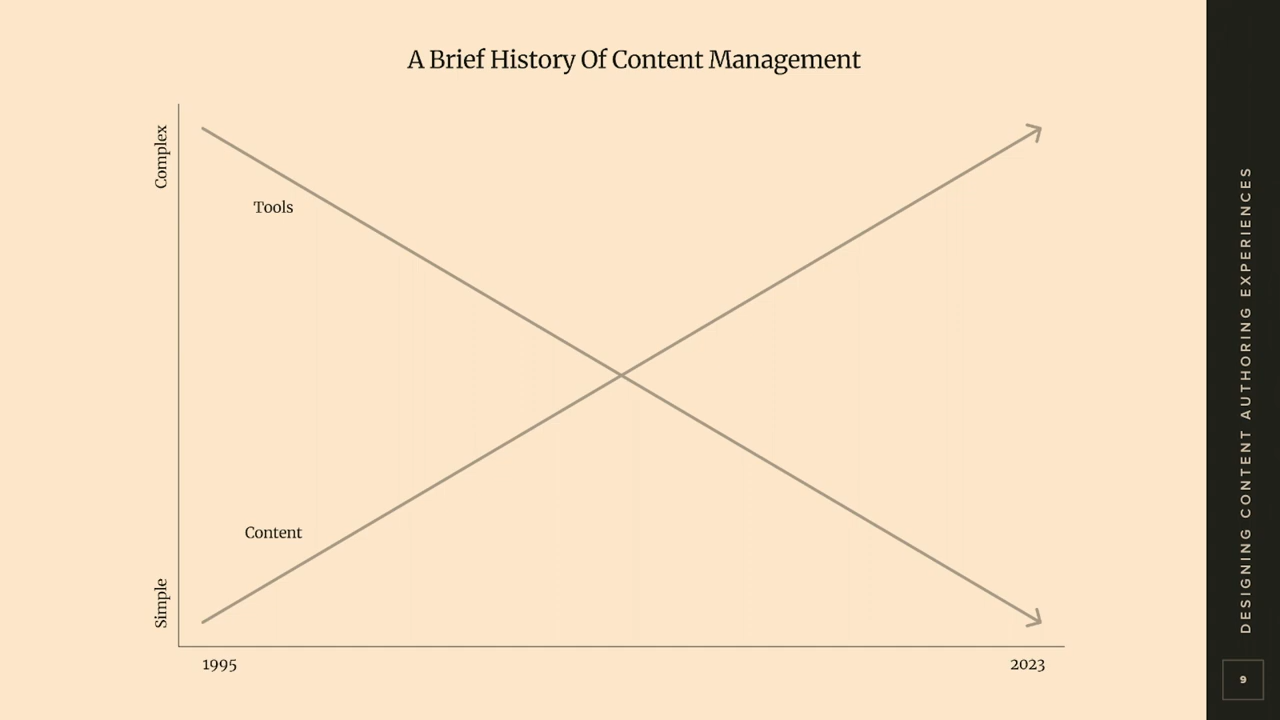 A Brief History Of Content Management
Complex
Tools
Content
Simple
1995
2023
DESIGNING CONTENT AUTHORING EXPERIENCES
9